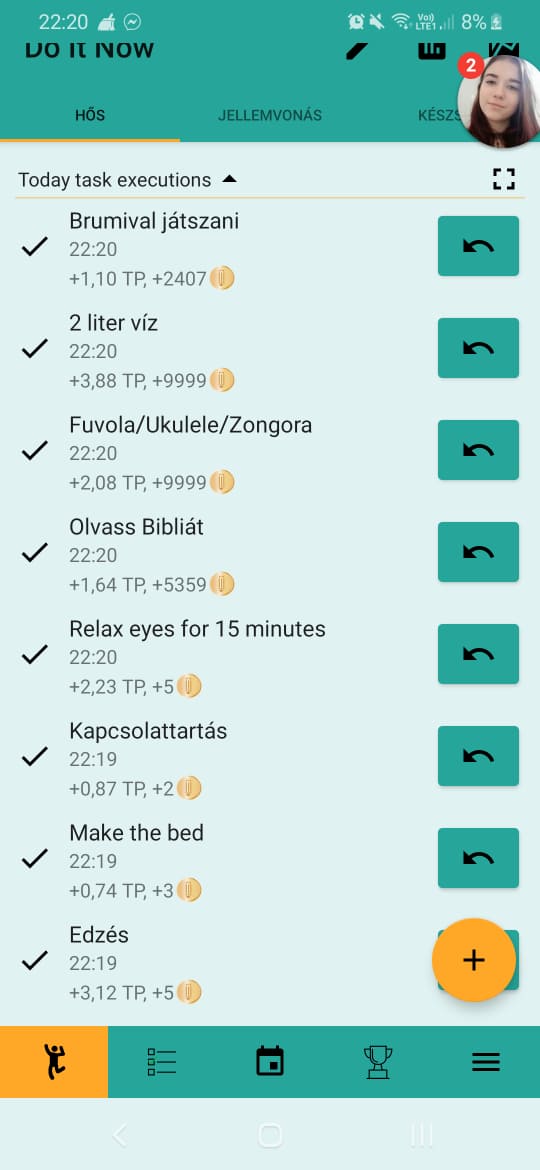 22:20
Vo))
LTE1
8%
Do It Now
2
HŐS
JELLEMVONÁS
KÉSZS
Today task executions
Brumival játszani
22:20
+1,10 TP, +2407
2 liter víz
22:20
+3,88 TP, +9999
Fuvola/Ukulele/Zongora
22:20
+2,08 TP, +9999
Olvass Bibliát
22:20
+1,64 TP, +5359
Relax eyes for 15 minutes
22:20
+2,23 TP, +5
Kapcsolattartás
22:19
+0,87 TP, +2
Make the bed
22:19
+0,74 TP, +3
Edzés
22:19
+3,12 TP, +5